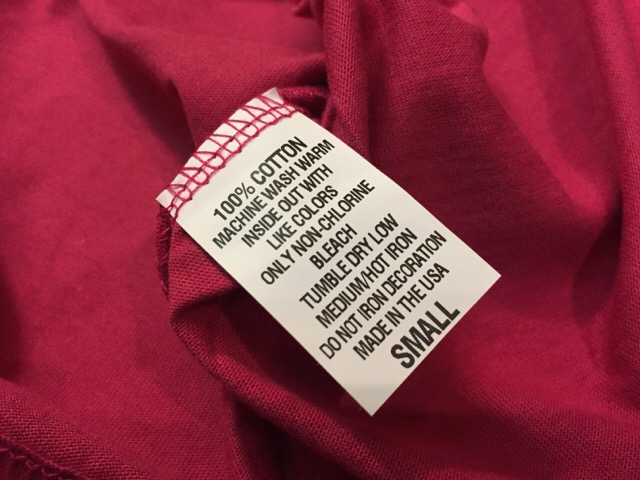 100% COTTON
MACHINE WASH WARM
INSIDE OUT WITH
LIKE COLORS
ONLY NON-CHLORINE
BLEACH
TUMBLE DRY LOW
MEDIUM/HOT IRON
DO NOT IRON DECORATION
MADE IN THE USA
SMALL